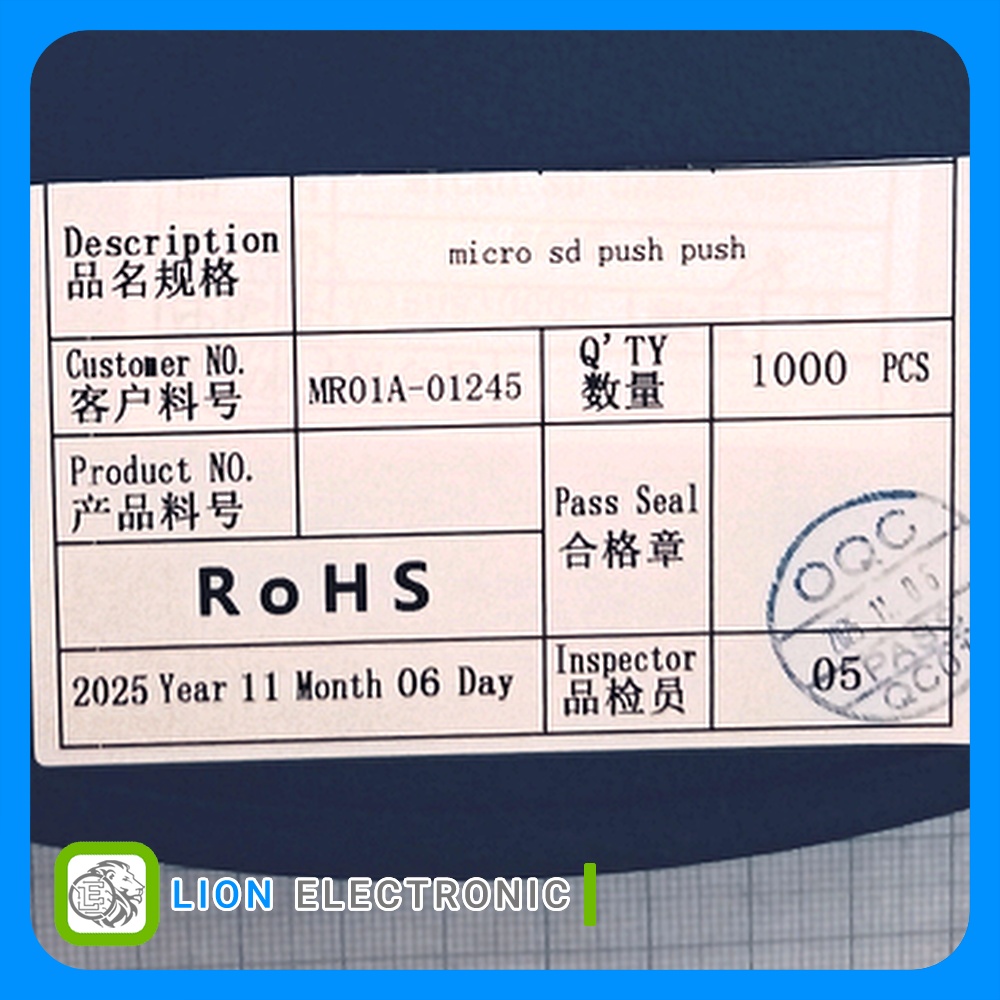 Description
品名规格
micro sd push push
Customer NO.
客户料号
MR01A-01245
Q' TY
数量
1000 PCS
Product NO.
产品料号
Pass Seal
合格章
OQC
11. 06
RoHS
2025 Year 11 Month 06 Day
Inspector
品检员
05
LION ELECTRONIC